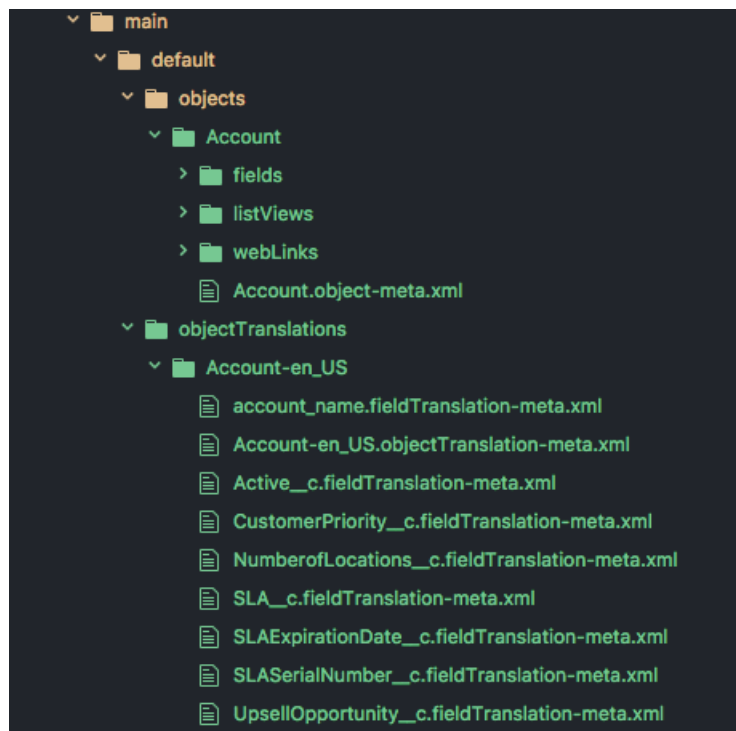 main
default
objects
Account
fields
listViews
webLinks
Account.object-meta.xml
objectTranslations
Account-en_US
account_name.fieldTranslation-meta.xml
Account-en_US.objectTranslation-meta.xml
Active__c.fieldTranslation-meta.xml
CustomerPriority__c.fieldTranslation-meta.xml
NumberofLocations__c.fieldTranslation-meta.xml
SLA__c.fieldTranslation-meta.xml
SLAExpirationDate__c.fieldTranslation-meta.xml
SLASerialNumber__c.fieldTranslation-meta.xml
UpsellOpportunity__c.fieldTranslation-meta.xml